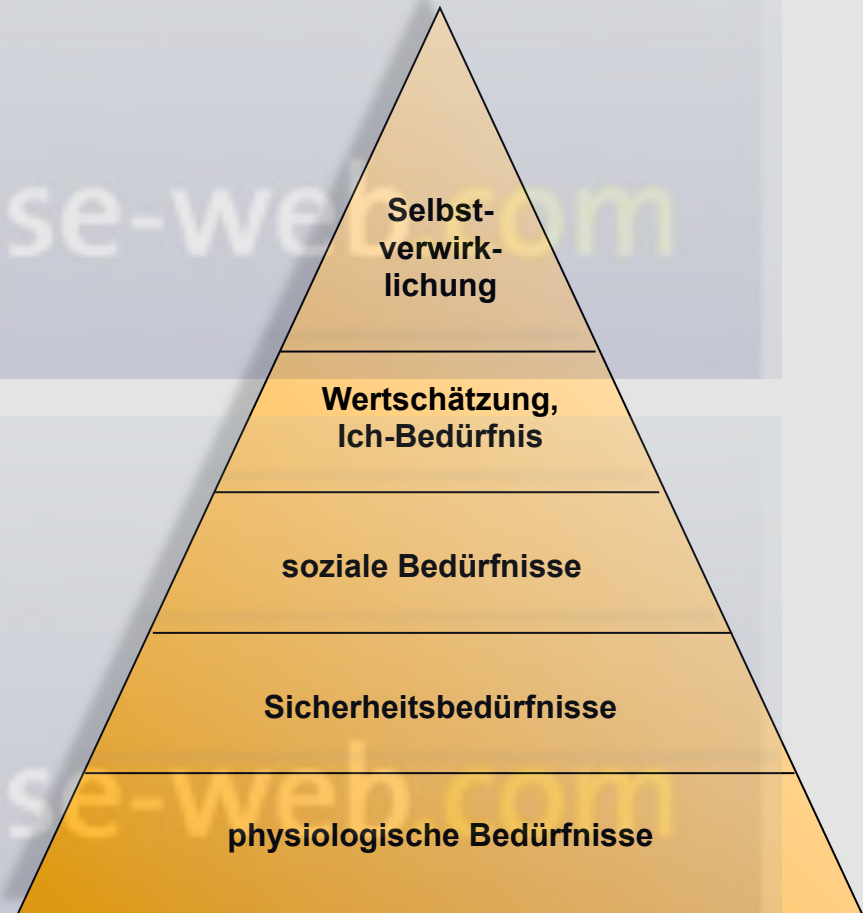 se-web.com
Selbst-
verwirk-
lichung
Wertschätzung,
Ich-Bedürfnis
soziale Bedürfnisse
Sicherheitsbedürfnisse
se-web.com
physiologische Bedürfnisse